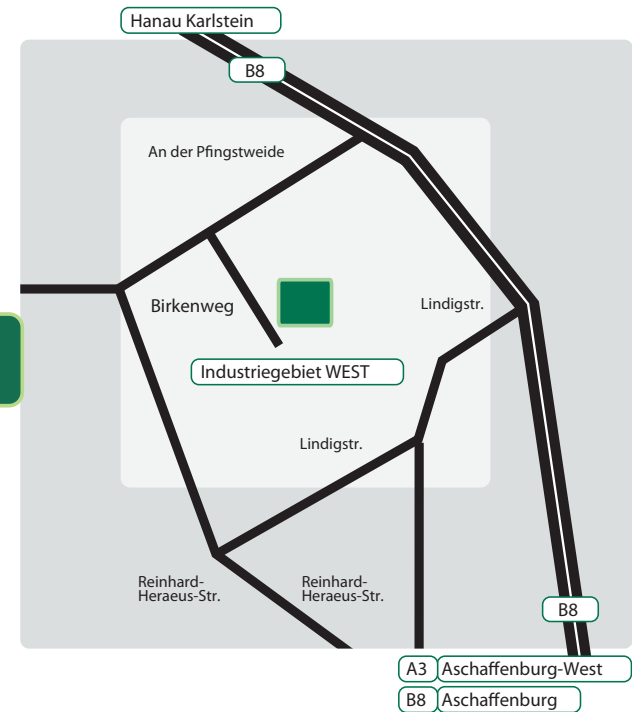 Hanau Karlstein
B8
An der Pfingstweide
Birkenweg
Lindigstr.
Industriegebiet WEST
Lindigstr.
Reinhard-
Heraeus-Str.
Reinhard-
Heraeus-Str.
B8
A3 Aschaffenburg-West
B8 Aschaffenburg